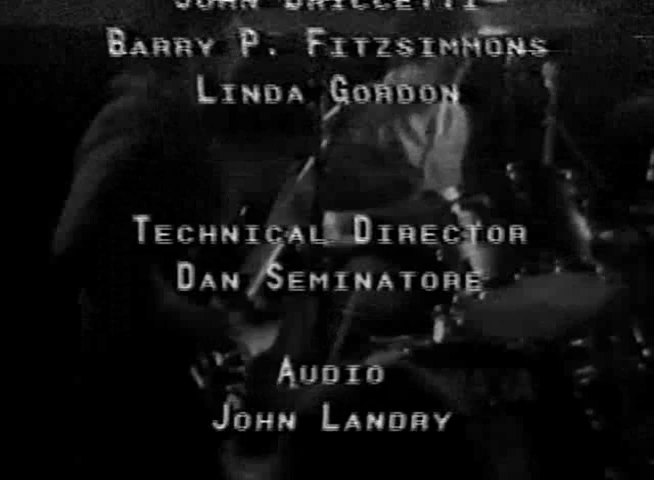 Barry P. Fitzsimmons
Linda Gordon
Technical Director
Dan Seminatore
Audio
John Landry